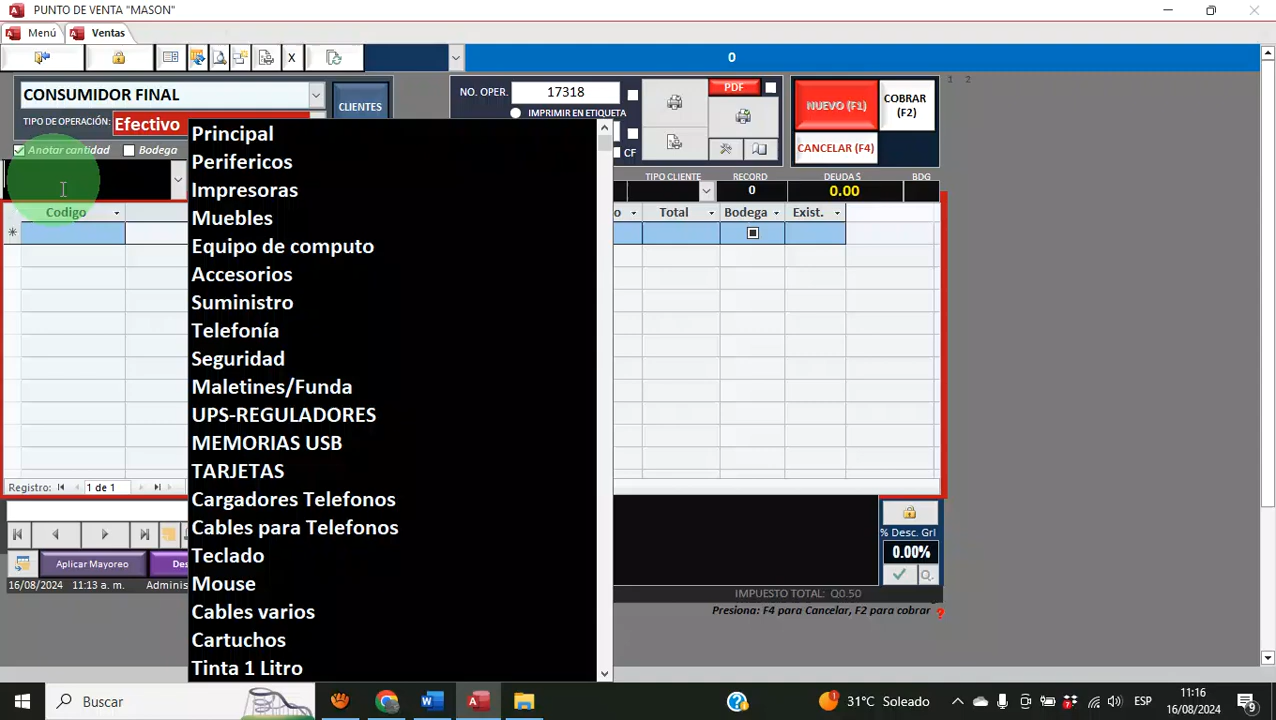 PUNTO DE VENTA "MASON"
Menú
Ventas
X
0
CONSUMIDOR FINAL
CLIENTES
TIPO DE OPERACIÓN:
Efectivo
Anotar cantidad
Bodega
NO. OPER.
17318
IMPRIMIR EN ETIQUETA
CF
PDF
NUEVO (F1)
COBRAR (F2)
CANCELAR (F4)
1 2
TIPO CLIENTE
RECORD
DEUDA $
BDG
0
0.00
Codigo
Total
Bodega
Exist.
Principal
Perifericos
Impresoras
Muebles
Equipo de computo
Accesorios
Suministro
Telefonía
Seguridad
Maletines/Funda
UPS-REGULADORES
MEMORIAS USB
TARJETAS
Cargadores Telefonos
Cables para Telefonos
Teclado
Mouse
Cables varios
Cartuchos
Tinta 1 Litro
Registro:
1 de 1
Aplicar Mayoreo
16/08/2024
11:13 a. m.
% Desc. Grl
0.00%
IMPUESTO TOTAL: Q0.50
Presiona: F4 para Cancelar, F2 para cobrar ?
Buscar
31°C Soleado
ESP
11:16
16/08/2024
9